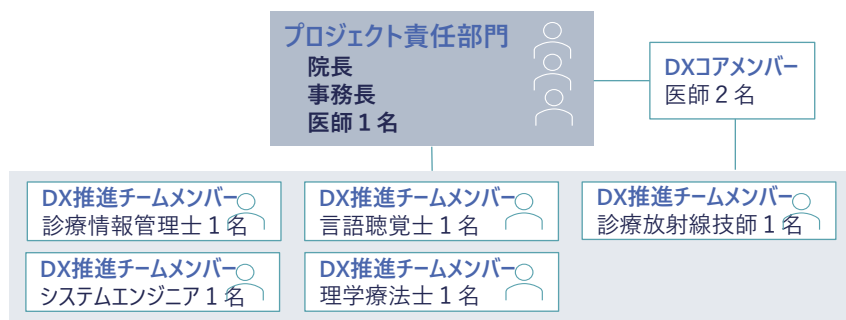 プロジェクト責任部門
院長
事務長
医師１名
DXコアメンバー
医師２名
DX推進チームメンバー
診療情報管理士１名
DX推進チームメンバー
言語聴覚士１名
DX推進チームメンバー
診療放射線技師１名
DX推進チームメンバー
システムエンジニア１名
DX推進チームメンバー
理学療法士１名